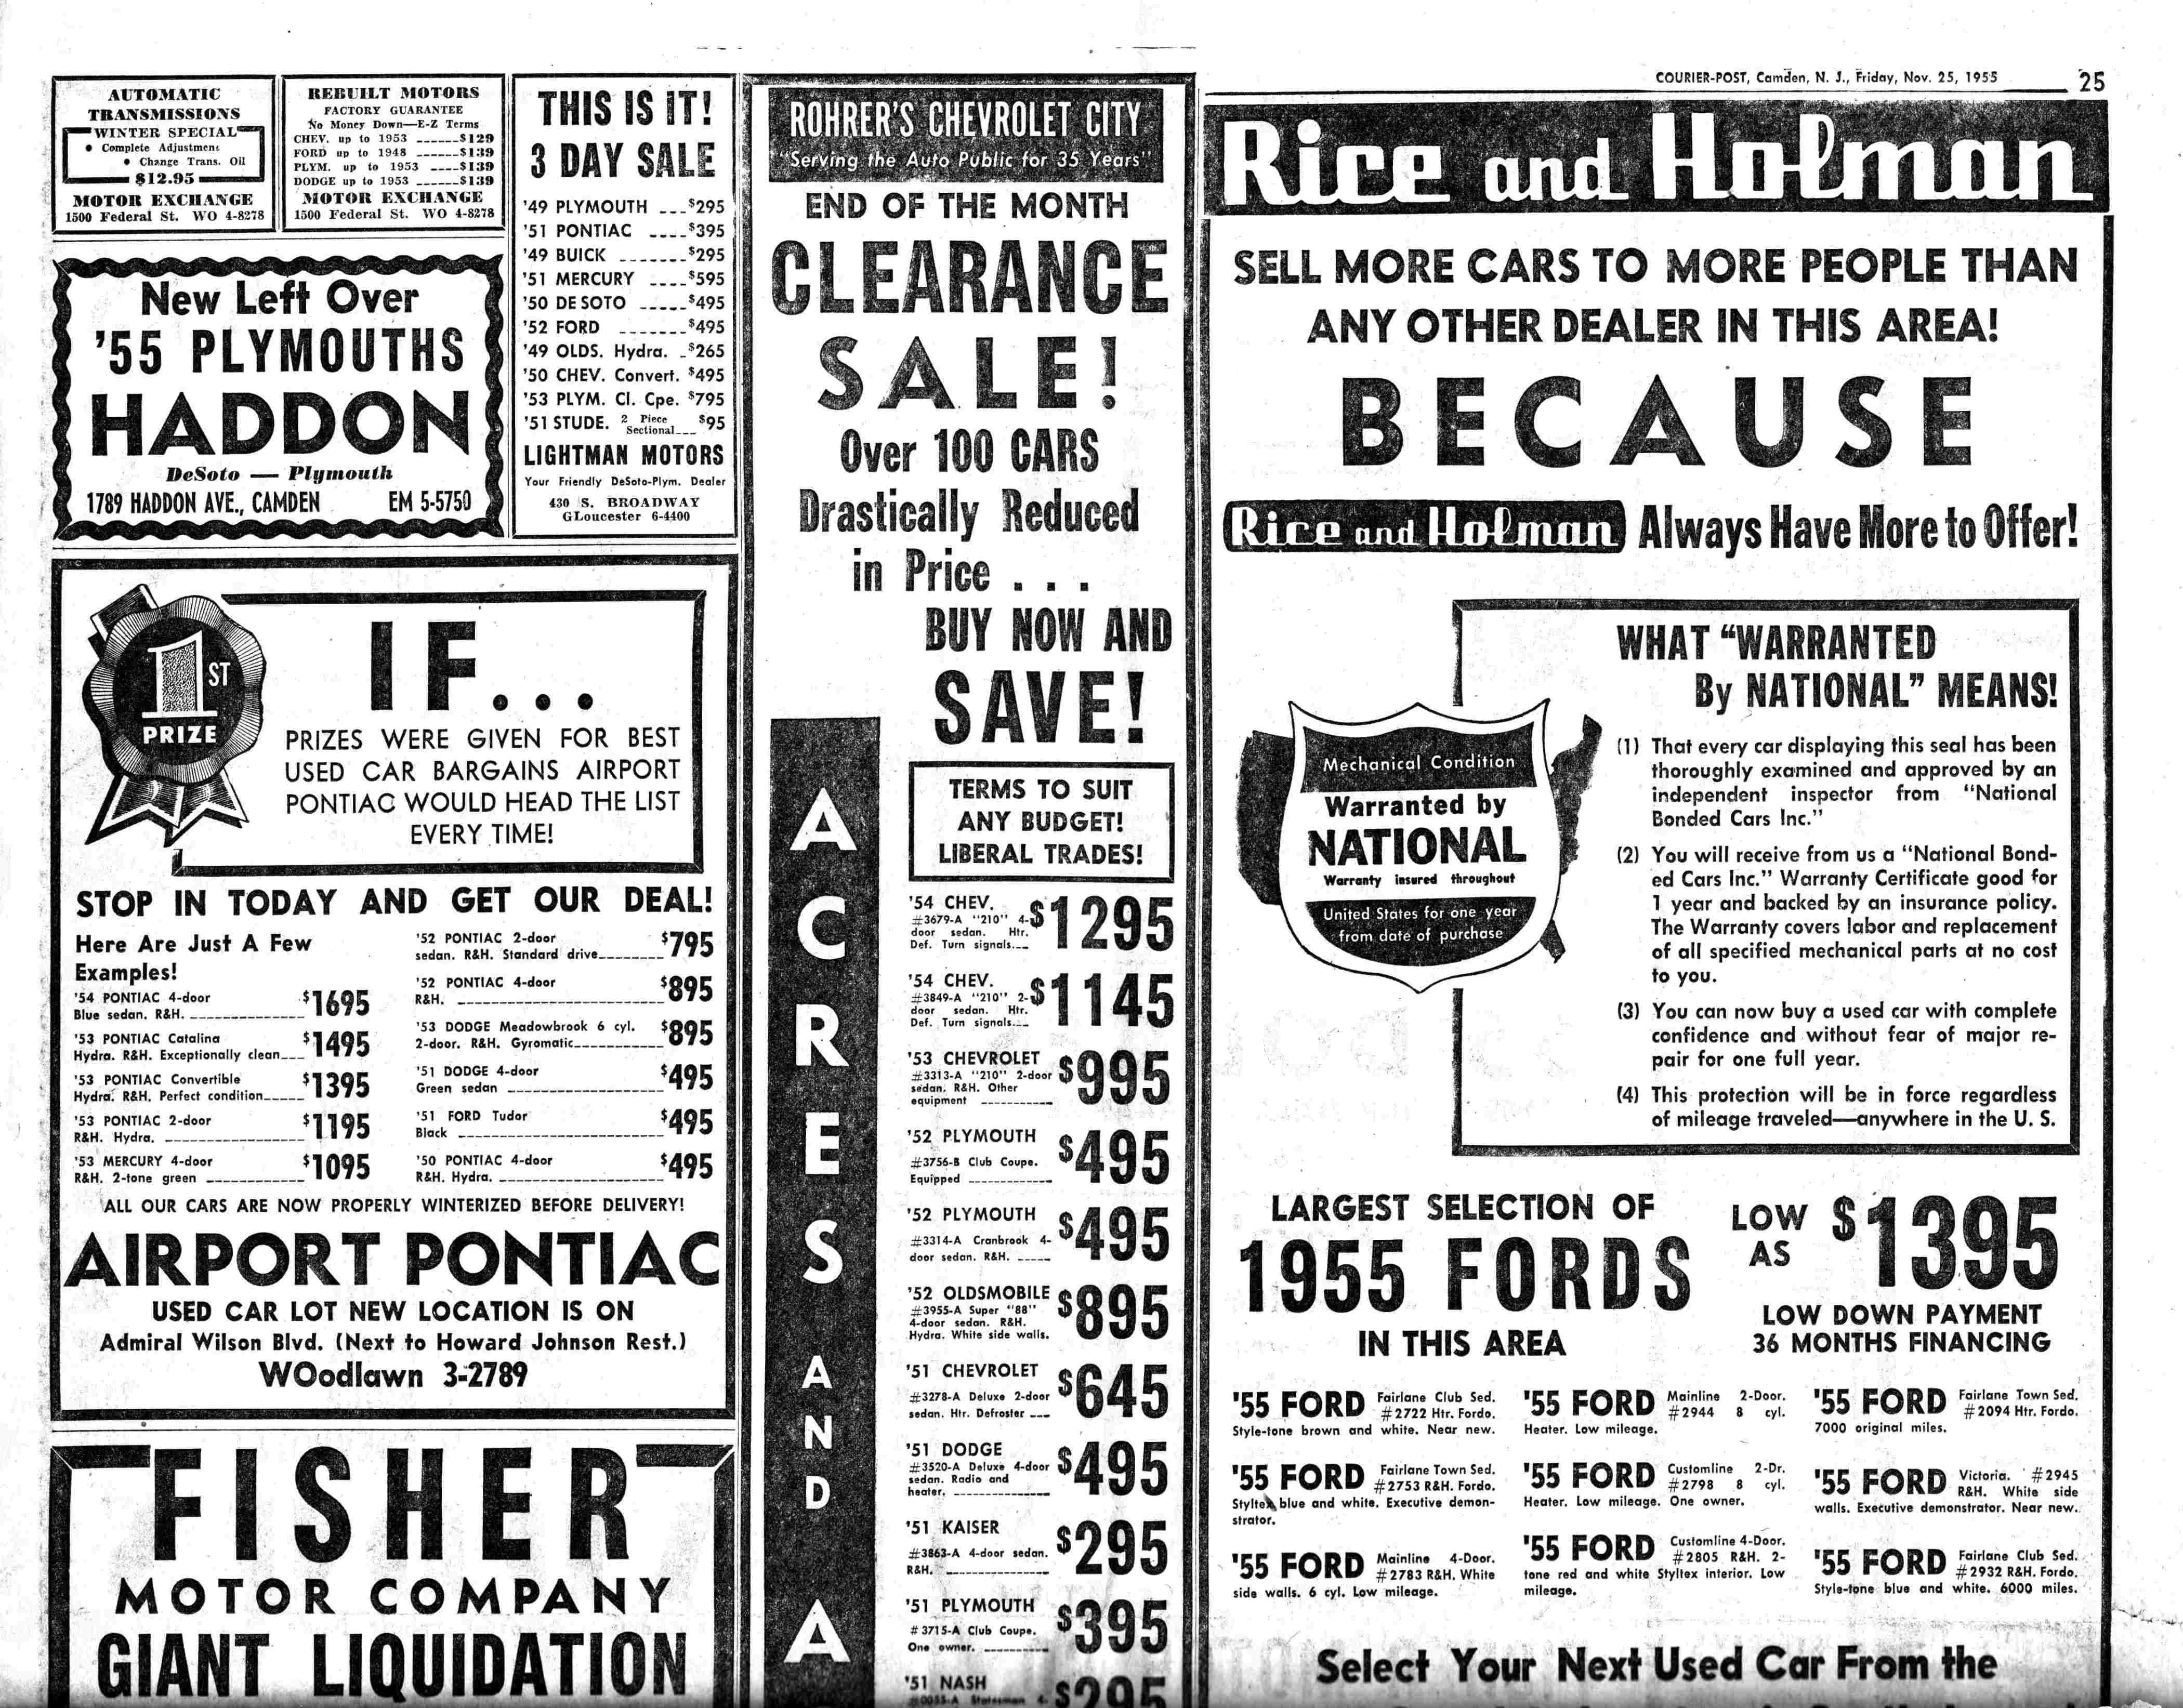 COURIER-POST, Camden, N. J., Friday, Nov. 25, 1955
25
AUTOMATIC
TRANSMISSIONS
WINTER SPECIAL
• Complete Adjustment
• Change Trans. Oil
$12.95
MOTOR EXCHANGE
1500 Federal St. WO 4-8278
REBUILT MOTORS
FACTORY GUARANTEE
No Money Down—E-Z Terms
CHEV. up to 1953 ------$129
FORD up to 1948 ------$139
PLYM. up to 1953 ----$139
DODGE up to 1953 ------$139
MOTOR EXCHANGE
1500 Federal St. WO 4-8278
New Left Over
'55 PLYMOUTHS
HADDON
DeSoto — Plymouth
1789 HADDON AVE., CAMDEN EM 5-5750
THIS IS IT!
3 DAY SALE
'49 PLYMOUTH ---$295
'51 PONTIAC ----$395
'49 BUICK -------$295
'51 MERCURY ----$595
'50 DE SOTO -----$495
'52 FORD -------$495
'49 OLDS. Hydra. -$265
'50 CHEV. Convert. $495
'53 PLYM. Cl. Cpe. $795
'51 STUDE. 2 Piece Sectional--- $95
LIGHTMAN MOTORS
Your Friendly DeSoto-Plym. Dealer
430 S. BROADWAY
GLoucester 6-4400
1ST
PRIZE
IF...
PRIZES WERE GIVEN FOR BEST
USED CAR BARGAINS AIRPORT
PONTIAC WOULD HEAD THE LIST
EVERY TIME!
STOP IN TODAY AND GET OUR DEAL!
Here Are Just A Few
Examples!
'54 PONTIAC 4-door
Blue sedan. R&H. ---------- $1695
'53 PONTIAC Catalina
Hydra. R&H. Exceptionally clean--- $1495
'53 PONTIAC Convertible
Hydra. R&H. Perfect condition----- $1395
'53 PONTIAC 2-door
R&H. Hydra. ---------- $1195
'53 MERCURY 4-door
R&H. 2-tone green ---------- $1095
'52 PONTIAC 2-door
sedan. R&H. Standard drive-------- $795
'52 PONTIAC 4-door
R&H. ---------- $895
'53 DODGE Meadowbrook 6 cyl.
2-door. R&H. Gyromatic---------- $895
'51 DODGE 4-door
Green sedan ---------- $495
'51 FORD Tudor
Black ---------- $495
'50 PONTIAC 4-door
R&H. Hydra. ---------- $495
ALL OUR CARS ARE NOW PROPERLY WINTERIZED BEFORE DELIVERY!
AIRPORT PONTIAC
USED CAR LOT NEW LOCATION IS ON
Admiral Wilson Blvd. (Next to Howard Johnson Rest.)
WOodlawn 3-2789
FISHER
MOTOR COMPANY
GIANT LIQUIDATION
ROHRER'S CHEVROLET CITY
"Serving the Auto Public for 35 Years"
END OF THE MONTH
CLEARANCE
SALE!
Over 100 CARS
Drastically Reduced
in Price . . .
BUY NOW AND
SAVE!
ACRES AND A
TERMS TO SUIT
ANY BUDGET!
LIBERAL TRADES!
'54 CHEV.
#3679-A "210" 4-
door sedan. Htr.
Def. Turn signals--- $1295
'54 CHEV.
#3849-A "210" 2-
door sedan. Htr.
Def. Turn signals--- $1145
'53 CHEVROLET
#3313-A "210" 2-door
sedan. R&H. Other
equipment ---------- $995
'52 PLYMOUTH
#3756-B Club Coupe.
Equipped ---------- $495
'52 PLYMOUTH
#3314-A Cranbrook 4-
door sedan. R&H. ----- $495
'52 OLDSMOBILE
#3955-A Super "88"
4-door sedan. R&H.
Hydra. White side walls. $895
'51 CHEVROLET
#3278-A Deluxe 2-door
sedan. Htr. Defroster --- $645
'51 DODGE
#3520-A Deluxe 4-door
sedan. Radio and
heater. ---------- $495
'51 KAISER
#3863-A 4-door sedan.
R&H. ---------- $295
'51 PLYMOUTH
#3715-A Club Coupe.
One owner. ---------- $395
'51 NASH
Statesman 4- $295
Rice and Holman
SELL MORE CARS TO MORE PEOPLE THAN
ANY OTHER DEALER IN THIS AREA!
BECAUSE
Rice and Holman Always Have More to Offer!
Mechanical Condition
Warranted by
NATIONAL
Warranty insured throughout
United States for one year
from date of purchase
WHAT "WARRANTED
By NATIONAL" MEANS!
(1) That every car displaying this seal has been
thoroughly examined and approved by an
independent inspector from "National
Bonded Cars Inc."
(2) You will receive from us a "National Bond-
ed Cars Inc." Warranty Certificate good for
1 year and backed by an insurance policy.
The Warranty covers labor and replacement
of all specified mechanical parts at no cost
to you.
(3) You can now buy a used car with complete
confidence and without fear of major re-
pair for one full year.
(4) This protection will be in force regardless
of mileage traveled—anywhere in the U. S.
LARGEST SELECTION OF
1955 FORDS
IN THIS AREA
LOW AS $1395
LOW DOWN PAYMENT
36 MONTHS FINANCING
'55 FORD Fairlane Club Sed.
#2722 Htr. Fordo.
Style-tone brown and white. Near new.
'55 FORD Fairlane Town Sed.
#2753 R&H. Fordo.
Styltex blue and white. Executive demon-
strator.
'55 FORD Mainline 4-Door.
#2783 R&H. White
side walls. 6 cyl. Low mileage.
'55 FORD Mainline 2-Door.
#2944 8 cyl.
Heater. Low mileage.
'55 FORD Customline 2-Dr.
#2798 8 cyl.
Heater. Low mileage. One owner.
'55 FORD Customline 4-Door.
#2805 R&H. 2-
tone red and white Styltex interior. Low
mileage.
'55 FORD Fairlane Town Sed.
#2094 Htr. Fordo.
7000 original miles.
'55 FORD Victoria. #2945
R&H. White side
walls. Executive demonstrator. Near new.
'55 FORD Fairlane Club Sed.
#2932 R&H. Fordo.
Style-tone blue and white. 6000 miles.
Select Your Next Used Car From the